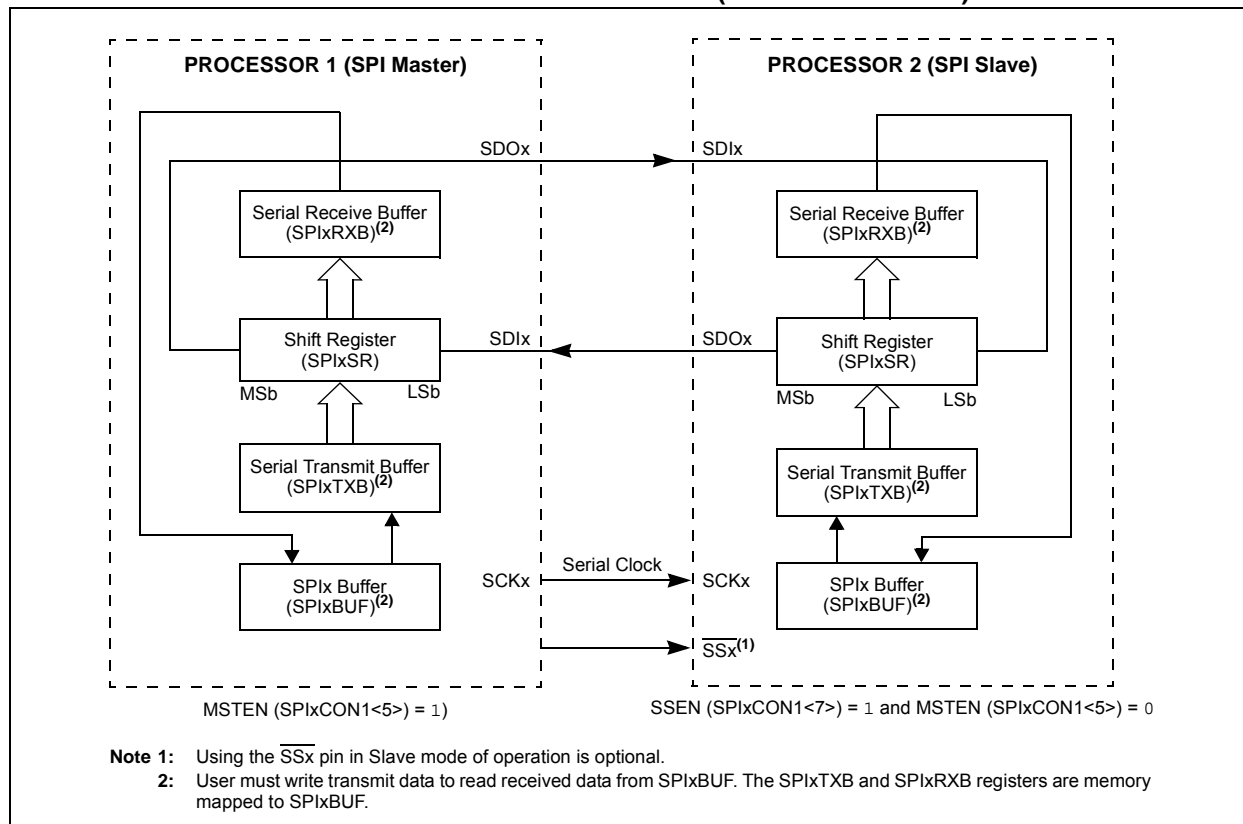 PROCESSOR 1 (SPI Master)
PROCESSOR 2 (SPI Slave)
SDOx
SDIx
Serial Receive Buffer
(SPIxRXB)(2)
Serial Receive Buffer
(SPIxRXB)(2)
Shift Register
(SPIxSR)
SDIx
SDOx
Shift Register
(SPIxSR)
MSb
LSb
MSb
LSb
Serial Transmit Buffer
(SPIxTXB)(2)
Serial Transmit Buffer
(SPIxTXB)(2)
SPIx Buffer
(SPIxBUF)(2)
SCKx
Serial Clock
SCKx
SPIx Buffer
(SPIxBUF)(2)
SSx(1)
MSTEN (SPIxCON1<5>) = 1)
SSEN (SPIxCON1<7>) = 1 and MSTEN (SPIxCON1<5>) = 0
Note 1: Using the SSx pin in Slave mode of operation is optional.
2: User must write transmit data to read received data from SPIxBUF. The SPIxTXB and SPIxRXB registers are memory
mapped to SPIxBUF.